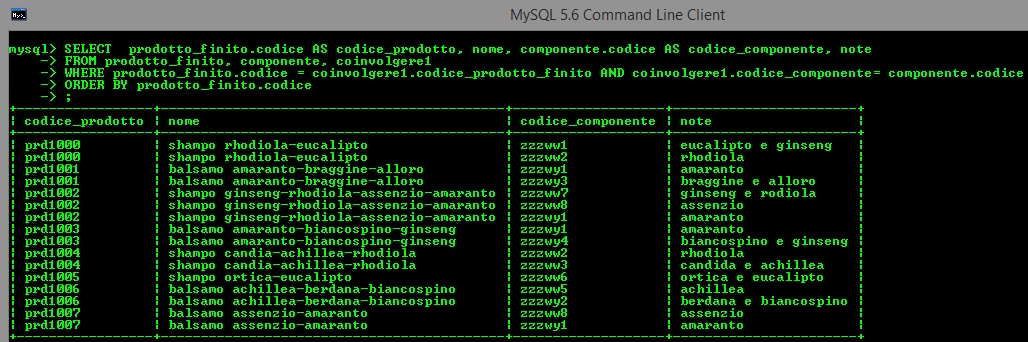 MySQL 5.6 Command Line Client
mysql> SELECT  prodotto_finito.codice AS codice_prodotto, nome, componente.codice AS codice_componente, note
    -> FROM prodotto_finito, componente, coinvolgere1
    -> WHERE prodotto_finito.codice = coinvolgere1.codice_prodotto_finito AND coinvolgere1.codice_componente= componente.codice
    -> ORDER BY prodotto_finito.codice
    -> ;
+-----------------+------------------------------------------+-------------------+-----------------------+
| codice_prodotto | nome                                     | codice_componente | note                  |
+-----------------+------------------------------------------+-------------------+-----------------------+
| prd1000         | shampo rhodiola-eucalipto                | zzzww1            | eucalipto e ginseng   |
| prd1000         | shampo rhodiola-eucalipto                | zzzww2            | rhodiola              |
| prd1001         | balsamo amaranto-braggine-alloro         | zzzwy1            | amaranto              |
| prd1001         | balsamo amaranto-braggine-alloro         | zzzwy3            | braggine e alloro     |
| prd1002         | shampo ginseng-rhodiola-assenzio-amaranto | zzzww7            | ginseng e rodiola     |
| prd1002         | shampo ginseng-rhodiola-assenzio-amaranto | zzzww8            | assenzio              |
| prd1002         | shampo ginseng-rhodiola-assenzio-amaranto | zzzwy1            | amaranto              |
| prd1003         | balsamo amaranto-biancospino-ginseng     | zzzwy1            | amaranto              |
| prd1003         | balsamo amaranto-biancospino-ginseng     | zzzwy4            | biancospino e ginseng |
| prd1004         | shampo candia-achillea-rhodiola          | zzzww2            | rhodiola              |
| prd1004         | shampo candia-achillea-rhodiola          | zzzww3            | candida e achillea    |
| prd1005         | shampo ortica-eucalipto                  | zzzww6            | ortica e eucalipto    |
| prd1006         | balsamo achillea-berdana-biancospino     | zzzww5            | achillea              |
| prd1006         | balsamo achillea-berdana-biancospino     | zzzwy2            | berdana e biancospino |
| prd1007         | balsamo assenzio-amaranto                | zzzww8            | assenzio              |
| prd1007         | balsamo assenzio-amaranto                | zzzwy1            | amaranto              |
+-----------------+------------------------------------------+-------------------+-----------------------+